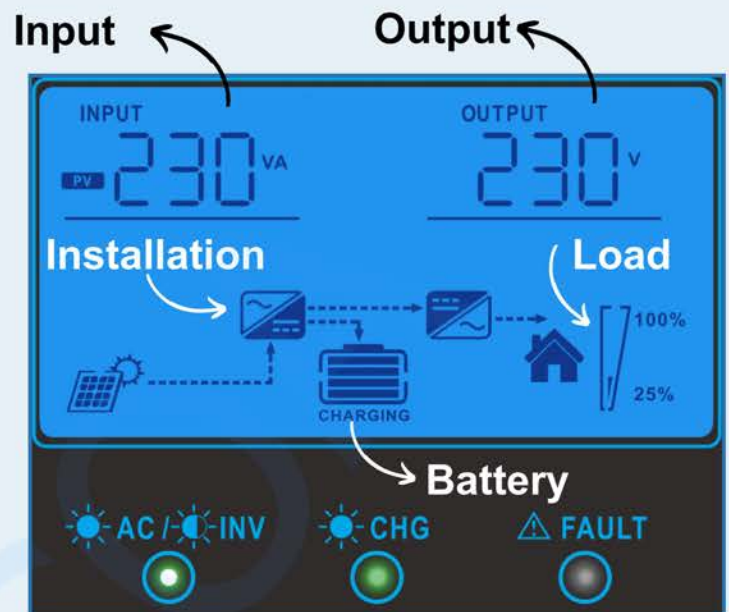 Input
Output
INPUT
OUTPUT
PV 230 VA
230 V
Installation
Load
100%
25%
CHARGING
Battery
AC / INV
CHG
FAULT